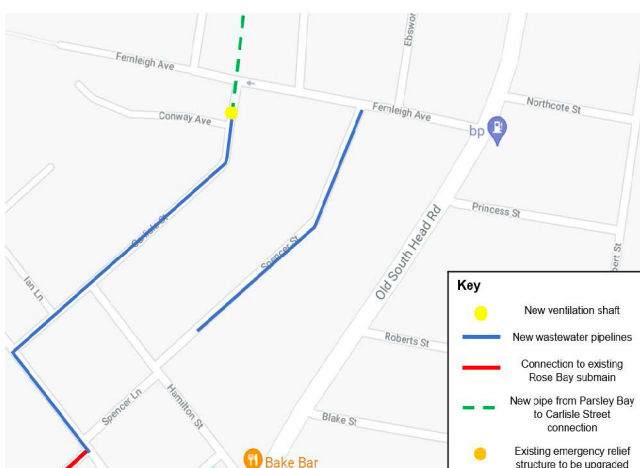 Ebswor
Fernleigh Ave
Fernleigh Ave
Northcote St
Conway Ave
bp
Princess St
Carlisle St
Spencer St
Old South Head Rd
bert St
Ian Ln
Roberts St
Spencer Ln
Hamilton St
Blake St
Bake Bar
Key
New ventilation shaft
New wastewater pipelines
Connection to existing
Rose Bay submain
New pipe from Parsley Bay
to Carlisle Street
connection
Existing emergency relief
structure to be upgraded